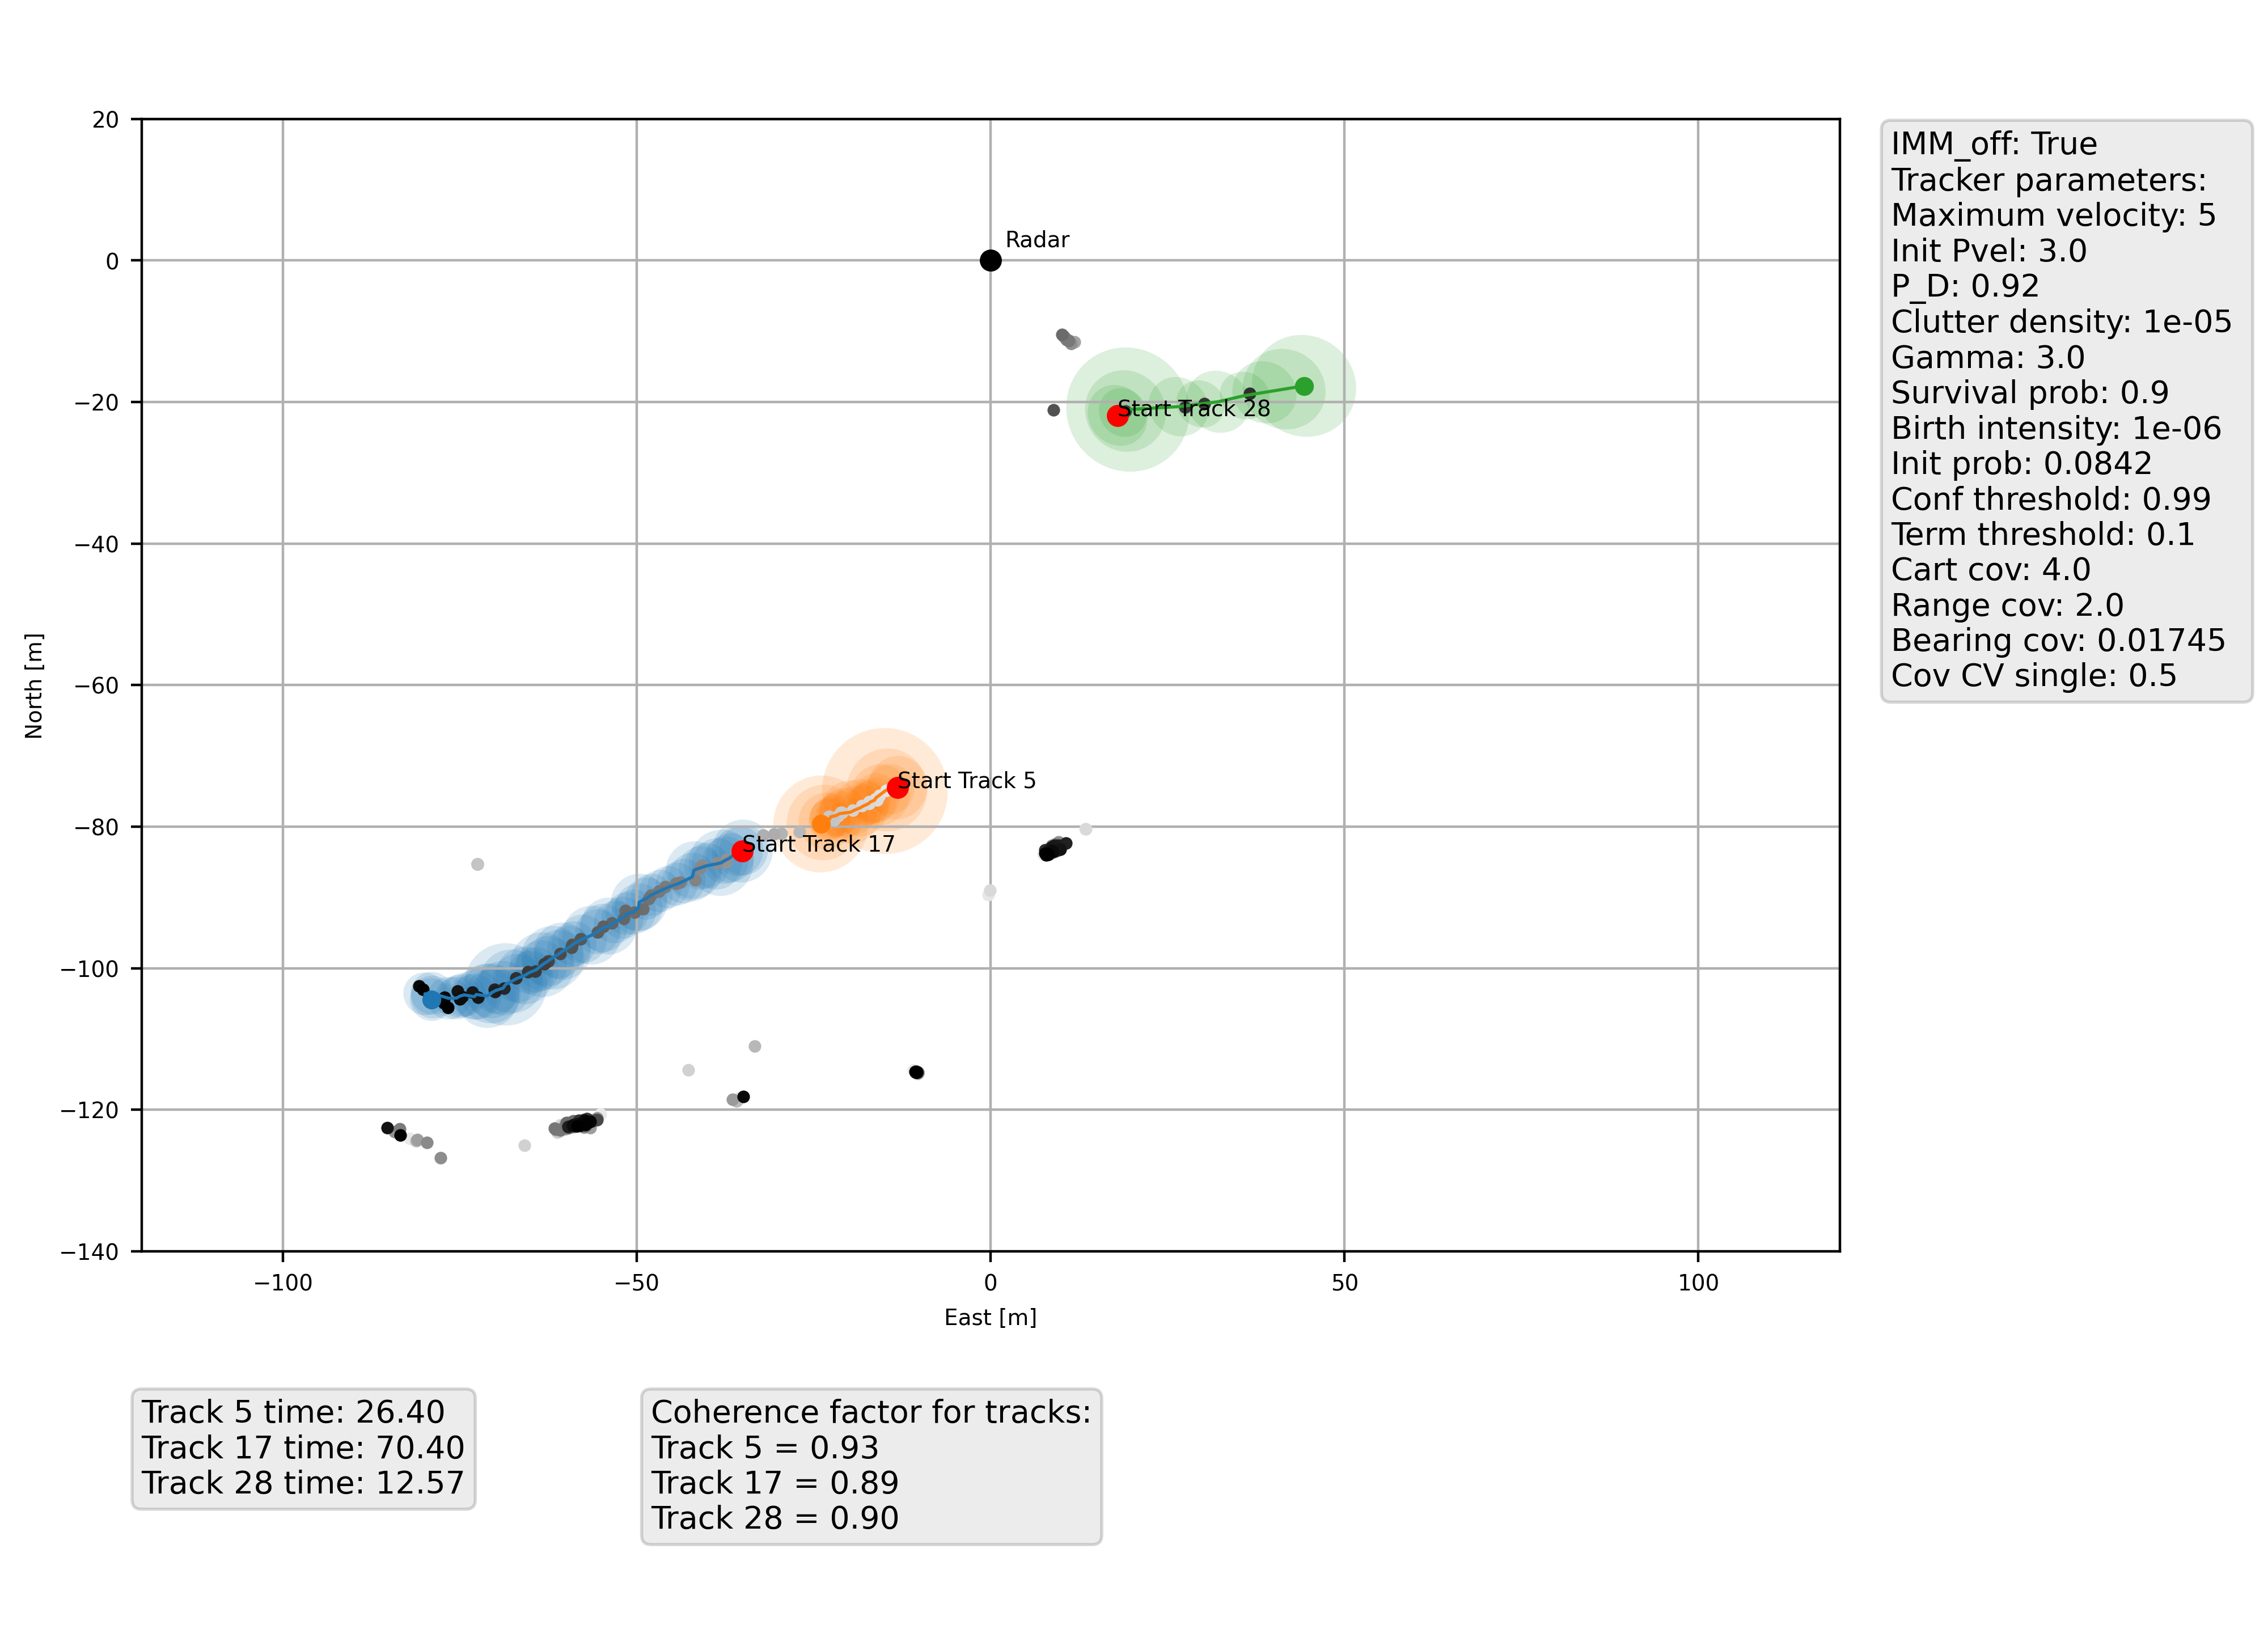 20
0
−20
−40
−60
−80
−100
−120
−140
North [m]
Radar
Start Track 28
Start Track 5
Start Track 17
−100
−50
0
50
100
East [m]
IMM_off: True
Tracker parameters:
Maximum velocity: 5
Init Pvel: 3.0
P_D: 0.92
Clutter density: 1e-05
Gamma: 3.0
Survival prob: 0.9
Birth intensity: 1e-06
Init prob: 0.0842
Conf threshold: 0.99
Term threshold: 0.1
Cart cov: 4.0
Range cov: 2.0
Bearing cov: 0.01745
Cov CV single: 0.5
Track 5 time: 26.40
Track 17 time: 70.40
Track 28 time: 12.57
Coherence factor for tracks:
Track 5 = 0.93
Track 17 = 0.89
Track 28 = 0.90